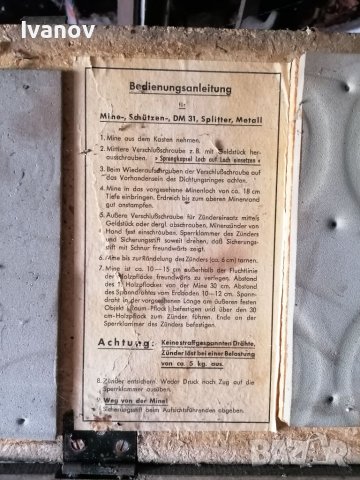 Ivanov
Bedienungsanleitung
für
Mine-, Schützen-, DM 31, Splitter, Metall
1. Mine aus dem Kasten nehmen.
2. Mittlere Verschlußschraube z.B. mit Geldstück her-
ausschrauben. » Sprengkapsel Loch auf Loch einsetzen «
3. Beim Wiederaufschrauben der Verschlußschraube auf
das Vorhandensein des Dichtungsringes achten.
4. Mine in das vorgesehene Minenloch von ca. 18 cm
Tiefe einbringen. Erdreich bis zum oberen Minenrand
gut anstampfen.
5. Äußere Verschlußschraube für Zündereinsatz mittels
Geldstück oder dergl. abschrauben. Minenzünder von
Hand fest einschrauben. Sperrklammer des Zünders
und Sicherungsstift soweit drehen, daß Sicherungs-
stift mit Schnur freundwärts zeigt.
6. Mine bis zur Rändelung des Zünders (ca. 6 cm) tarnen.
7. Mine ist ca. 10—15 cm außerhalb der Fluchtlinie
der Holzpflöcke freundwärts zu verlegen. Abstand
des 1. Holzpflockes von der Mine 30 cm. Abstand
des Spanndrahtes vom Erdboden 10—12 cm. Spann-
draht in der vorgesehenen Länge am äußeren festen
Objekt (Baum-Pflock) befestigen und über den 30
cm-Holzpflock zum Zünder führen. Ende an der
Sperrklammer des Zünders befestigen.
Achtung: Keine straffgespannten Drähte,
Zünder löst bei einer Belastung
von ca. 5 kg. aus.
8. Zünder entsichern. Weder Druck noch Zug auf die
Sperrklammer ausüben.
9. Weg von der Mine!
Sicherungsstift beim Aufsichtführenden abgeben.
bazar